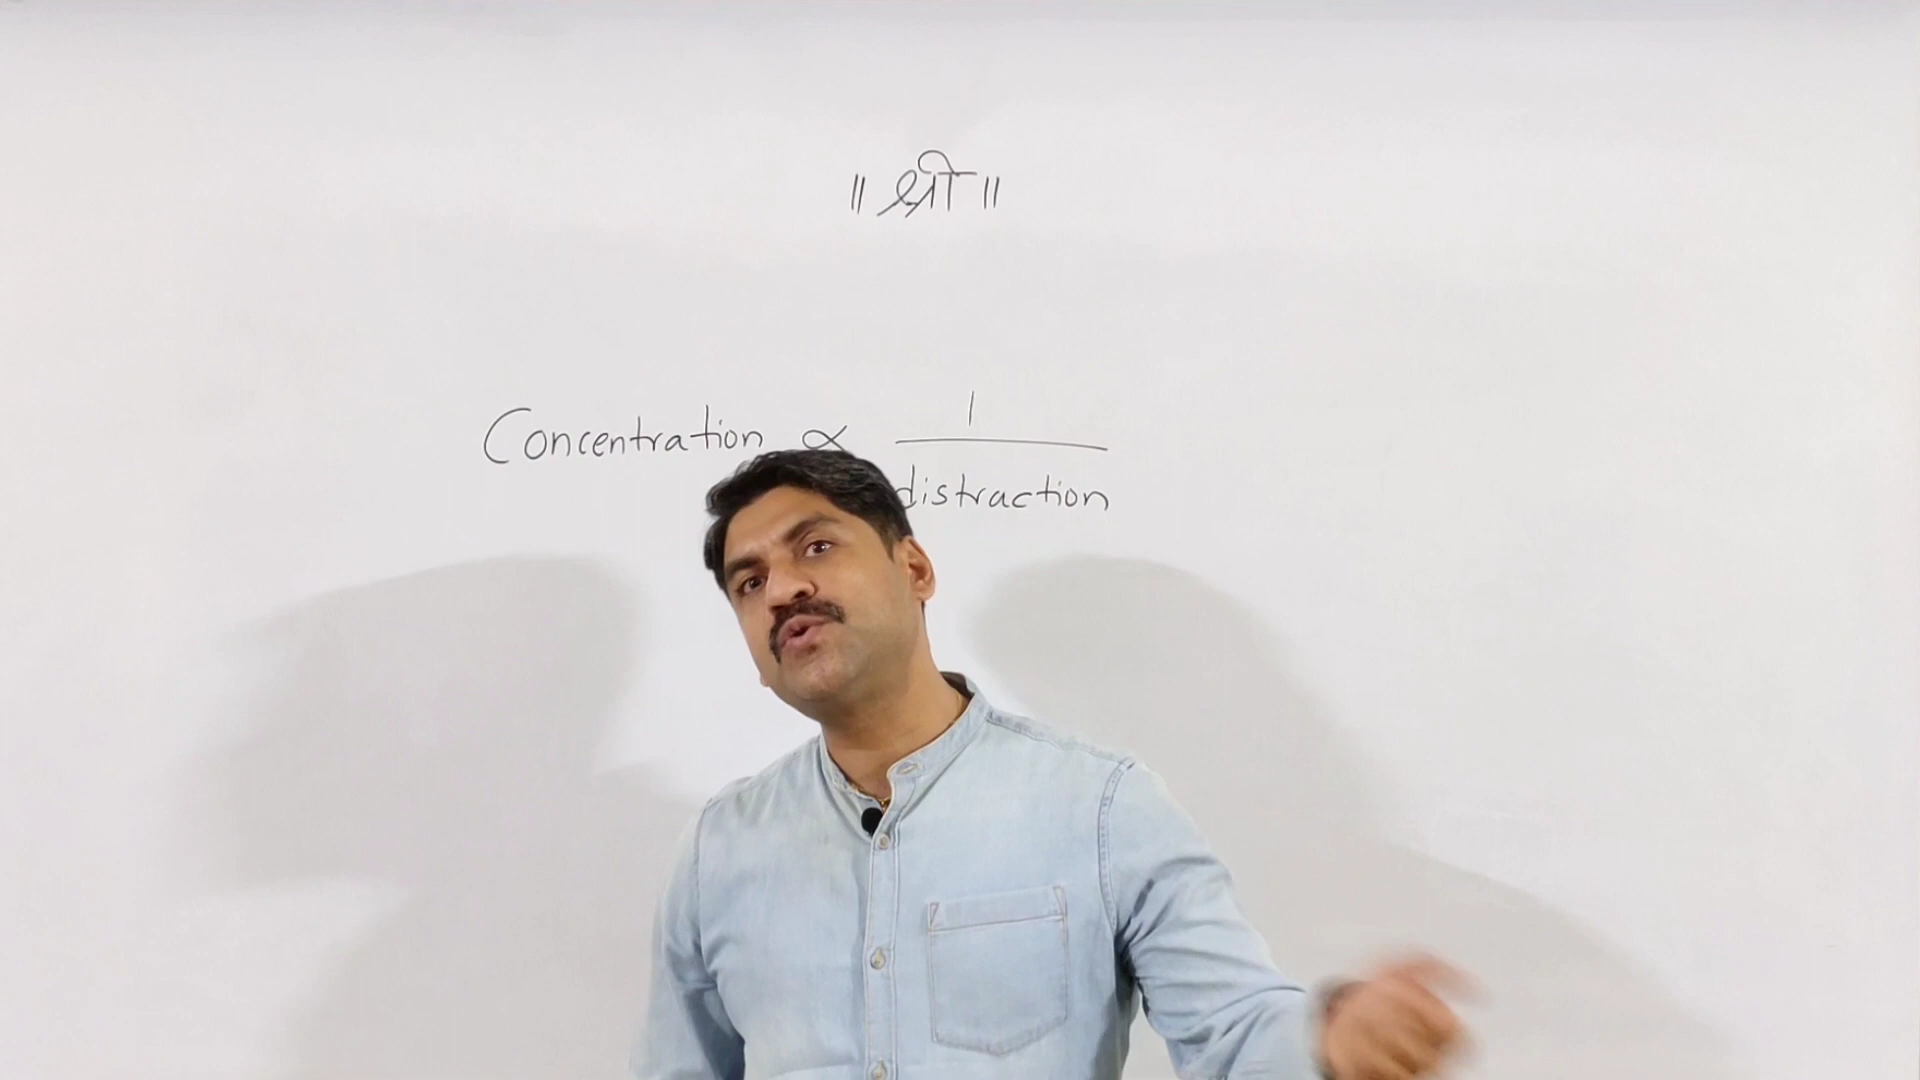 ॥ श्री ॥
Concentration ∝ 1
distraction